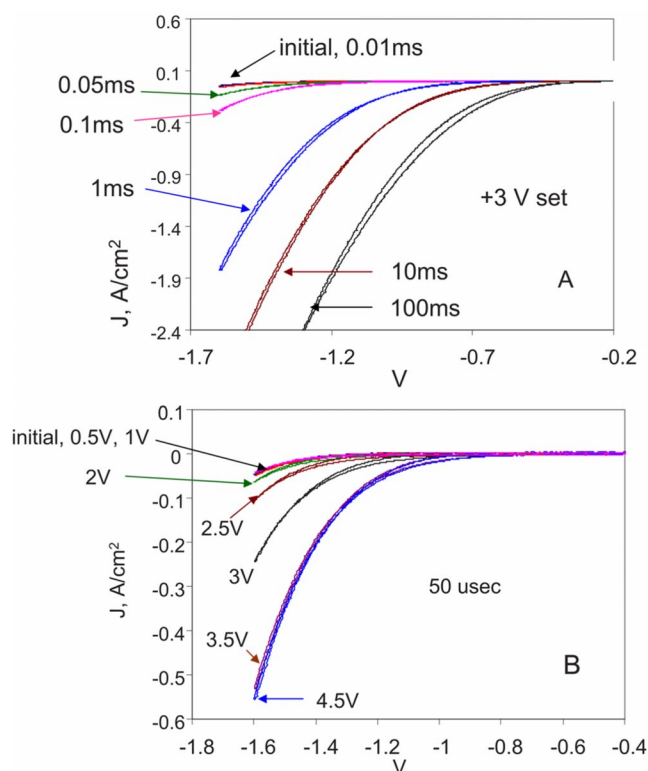 0.6
initial, 0.01ms
0.1
0.05ms
-0.4
0.1ms
-0.9
1ms
-1.4
+3 V set
-1.9
10ms
A
100ms
-2.4
J, A/cm²
-1.7 -1.2 -0.7 -0.2
V
0.1
initial, 0.5V, 1V
0
2V
-0.1
2.5V
-0.2
3V
50 usec
-0.3
-0.4
3.5V
B
-0.5
4.5V
-0.6
J, A/cm²
-1.8 -1.6 -1.4 -1.2 -1 -0.8 -0.6 -0.4
V